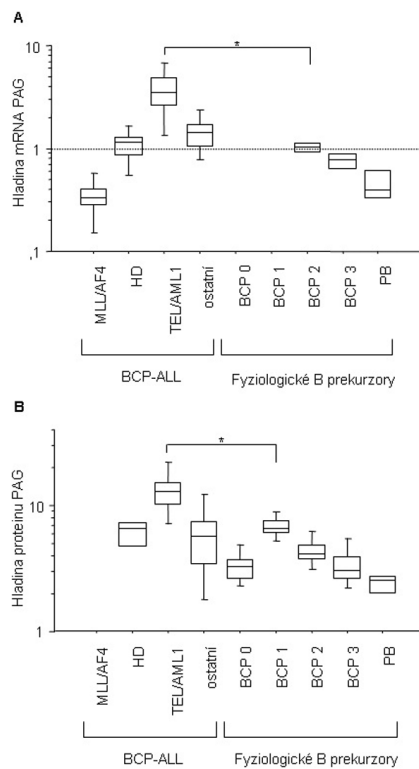 A
Hladina mRNA PAG
10
1
,1
*
MLL/AF4
HD
TEL/AML1
ostatní
BCP 0
BCP 1
BCP 2
BCP 3
PB
BCP-ALL
Fyziologické B prekurzory
B
Hladina proteinu PAG
10
1
*
MLL/AF4
HD
TEL/AML1
ostatní
BCP 0
BCP 1
BCP 2
BCP 3
PB
BCP-ALL
Fyziologické B prekurzory